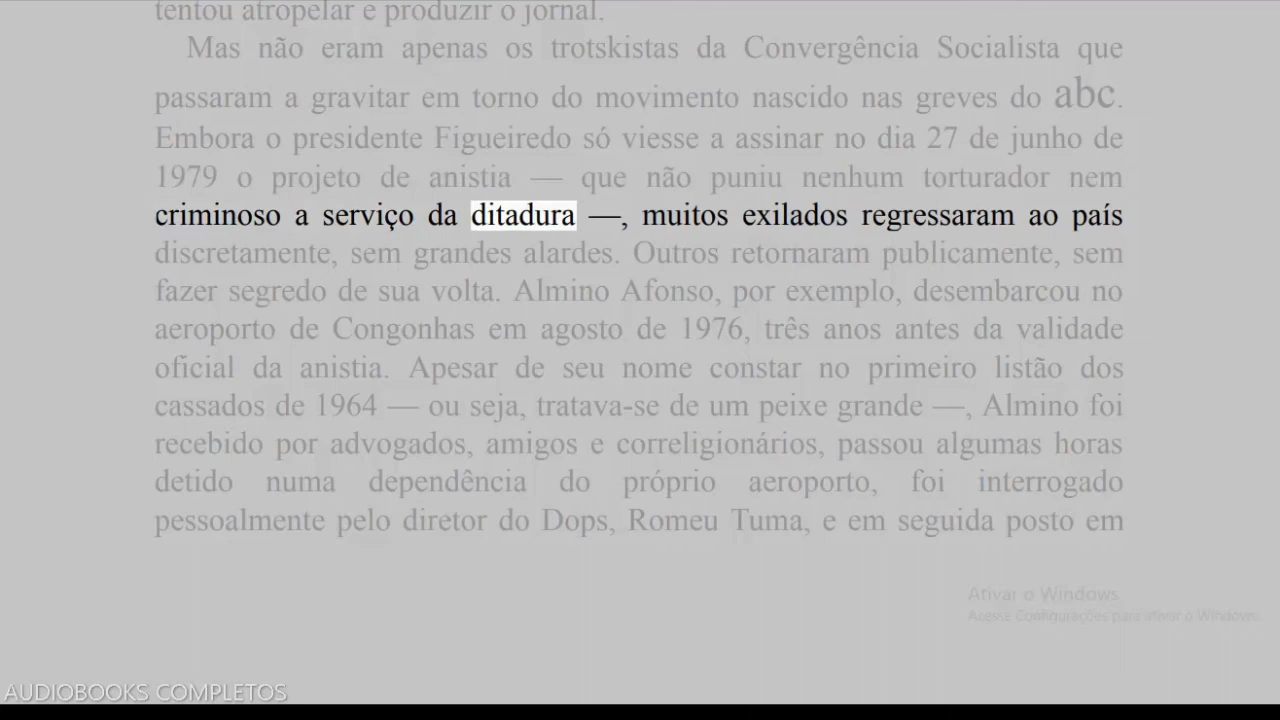 tentou atropelar e produzir o jornal.
Mas não eram apenas os trotskistas da Convergência Socialista que
passaram a gravitar em torno do movimento nascido nas greves do abc.
Embora o presidente Figueiredo só viesse a assinar no dia 27 de junho de
1979 o projeto de anistia — que não puniu nenhum torturador nem
criminoso a serviço da ditadura —, muitos exilados regressaram ao país
discretamente, sem grandes alardes. Outros retornaram publicamente, sem
fazer segredo de sua volta. Almino Afonso, por exemplo, desembarcou no
aeroporto de Congonhas em agosto de 1976, três anos antes da validade
oficial da anistia. Apesar de seu nome constar no primeiro listão dos
cassados de 1964 — ou seja, tratava-se de um peixe grande —, Almino foi
recebido por advogados, amigos e correligionários, passou algumas horas
detido numa dependência do próprio aeroporto, foi interrogado
pessoalmente pelo diretor do Dops, Romeu Tuma, e em seguida posto em
Ativar o Windows
Acesse Configurações para ativar o Windows.
AUDIOBOOKS COMPLETOS